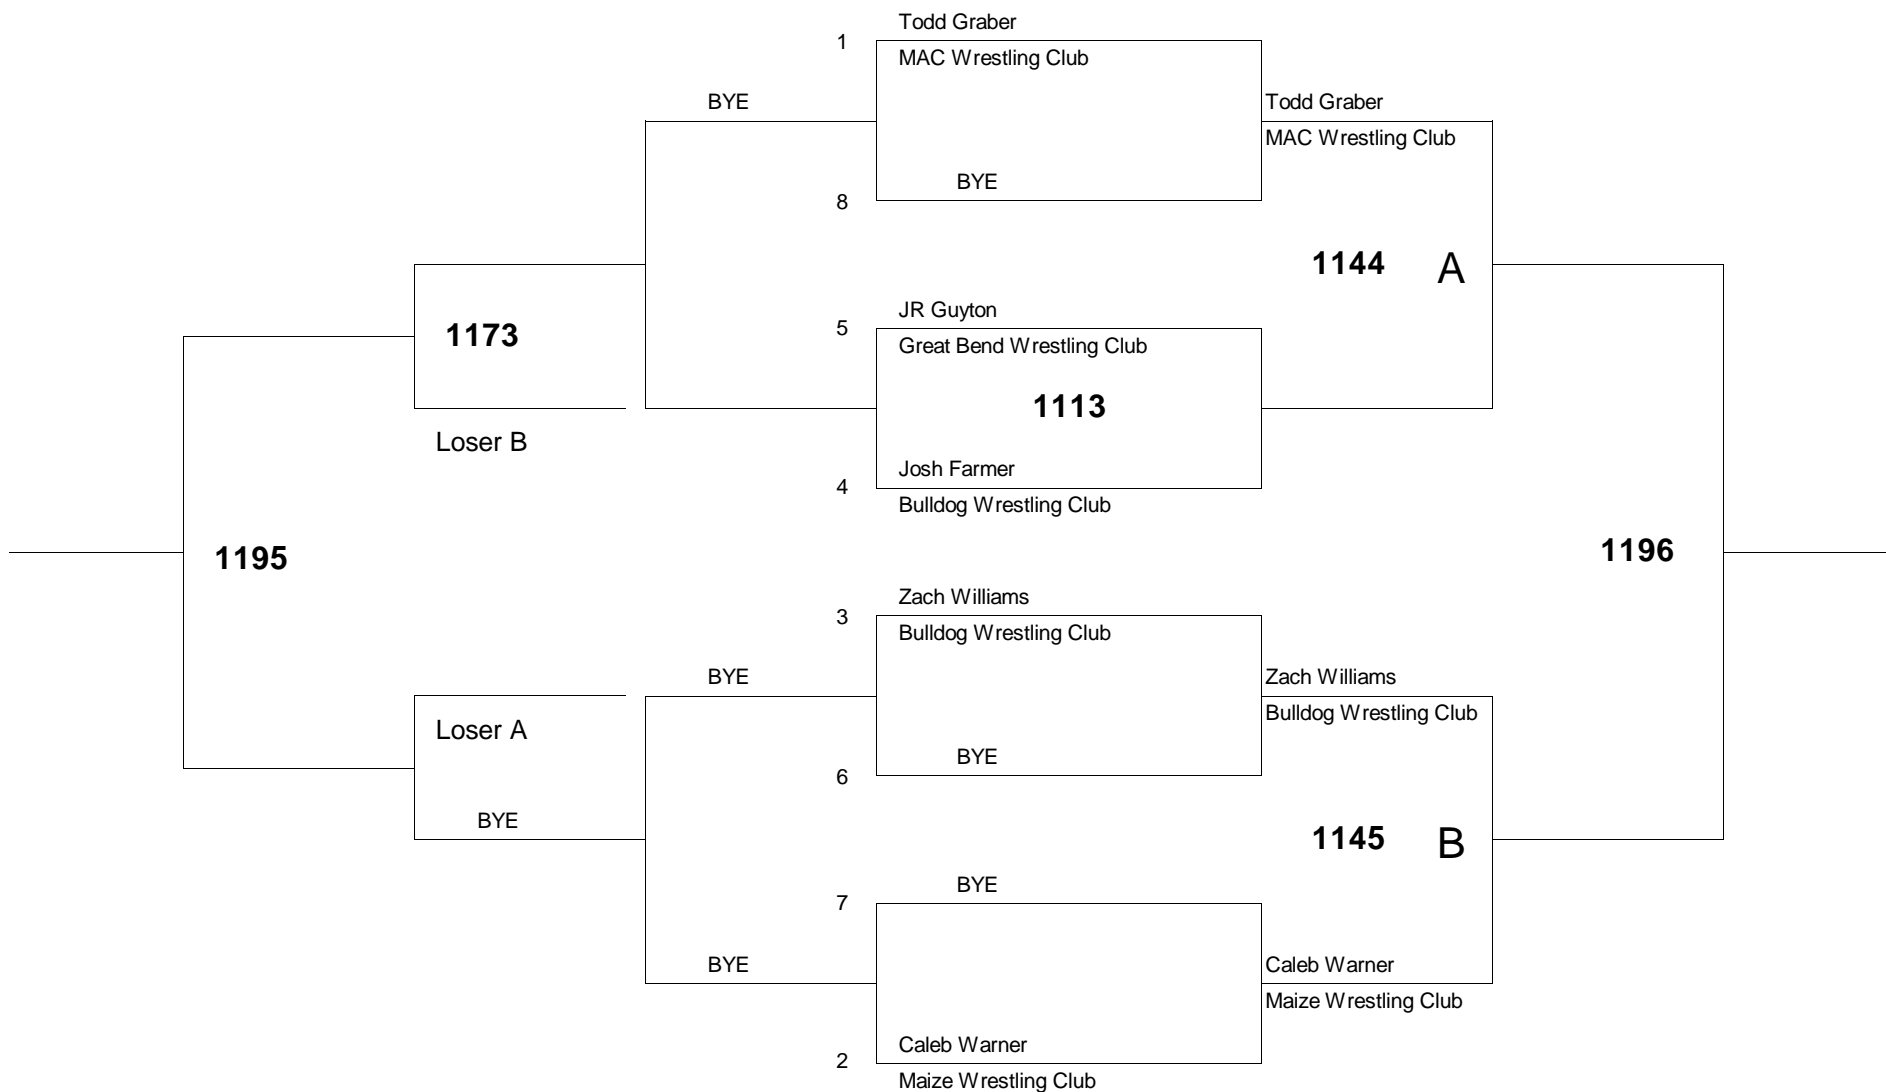 Todd Graber
1
MAC Wrestling Club
BYE
Todd Graber
MAC Wrestling Club
BYE
8
1144 A
JR Guyton
5
1173
Great Bend Wrestling Club
1113
Loser B
Josh Farmer
4
Bulldog Wrestling Club
1195
1196
Zach Williams
3
Bulldog Wrestling Club
BYE
Zach Williams
Bulldog Wrestling Club
Loser A
BYE
6
BYE
1145 B
BYE
7
BYE
Caleb Warner
Maize Wrestling Club
Caleb Warner
2
Maize Wrestling Club